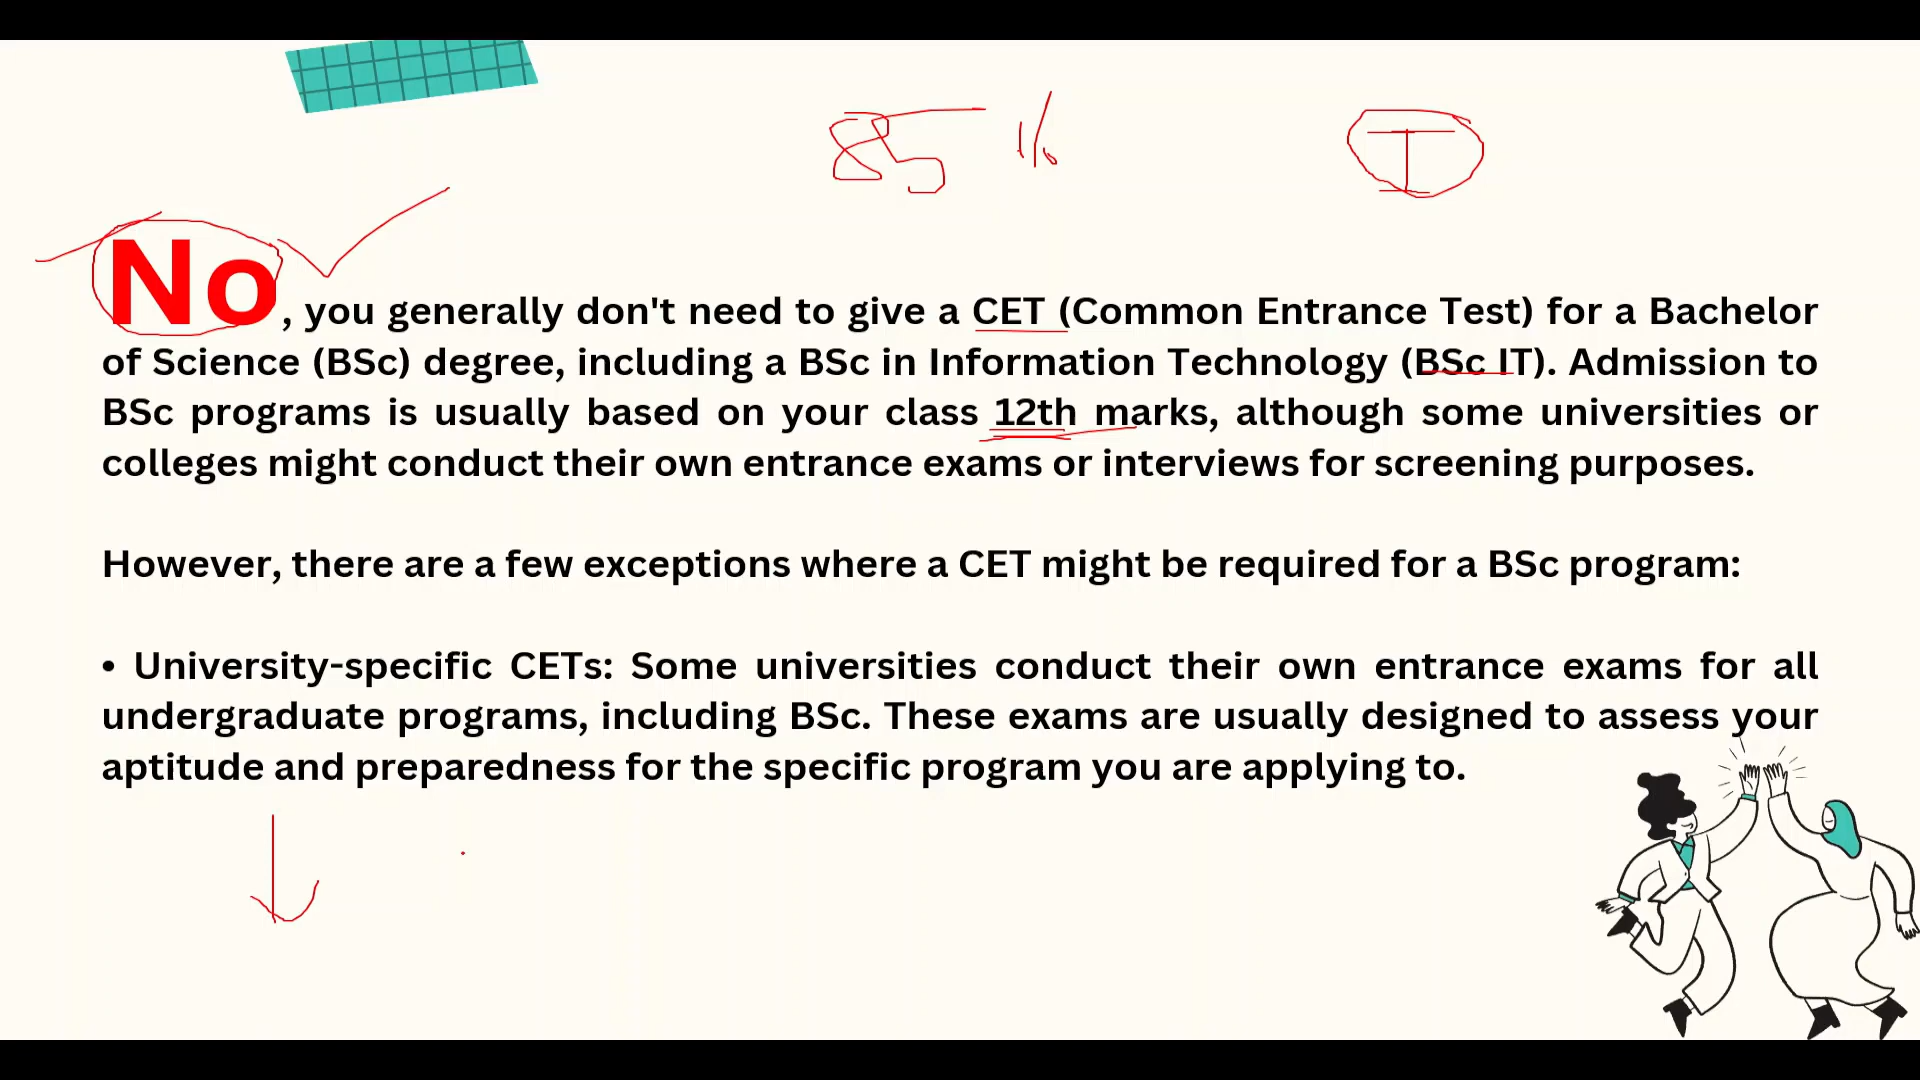 85 %
I
No, you generally don't need to give a CET (Common Entrance Test) for a Bachelor
of Science (BSc) degree, including a BSc in Information Technology (BSc IT). Admission to
BSc programs is usually based on your class 12th marks, although some universities or
colleges might conduct their own entrance exams or interviews for screening purposes.
However, there are a few exceptions where a CET might be required for a BSc program:
• University-specific CETs: Some universities conduct their own entrance exams for all
undergraduate programs, including BSc. These exams are usually designed to assess your
aptitude and preparedness for the specific program you are applying to.